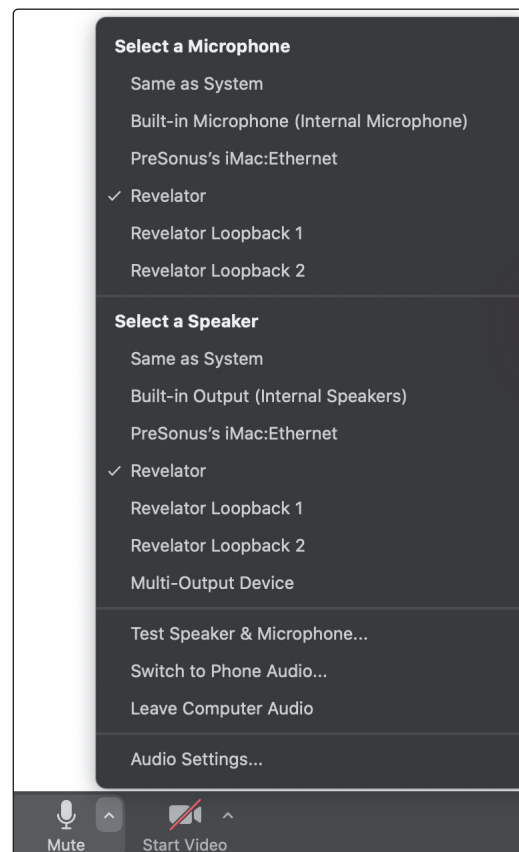 Select a Microphone
Same as System
Built-in Microphone (Internal Microphone)
PreSonus’s iMac:Ethernet
✓ Revelator
Revelator Loopback 1
Revelator Loopback 2
Select a Speaker
Same as System
Built-in Output (Internal Speakers)
PreSonus’s iMac:Ethernet
✓ Revelator
Revelator Loopback 1
Revelator Loopback 2
Multi-Output Device
Test Speaker & Microphone...
Switch to Phone Audio...
Leave Computer Audio
Audio Settings...
Mute Start Video